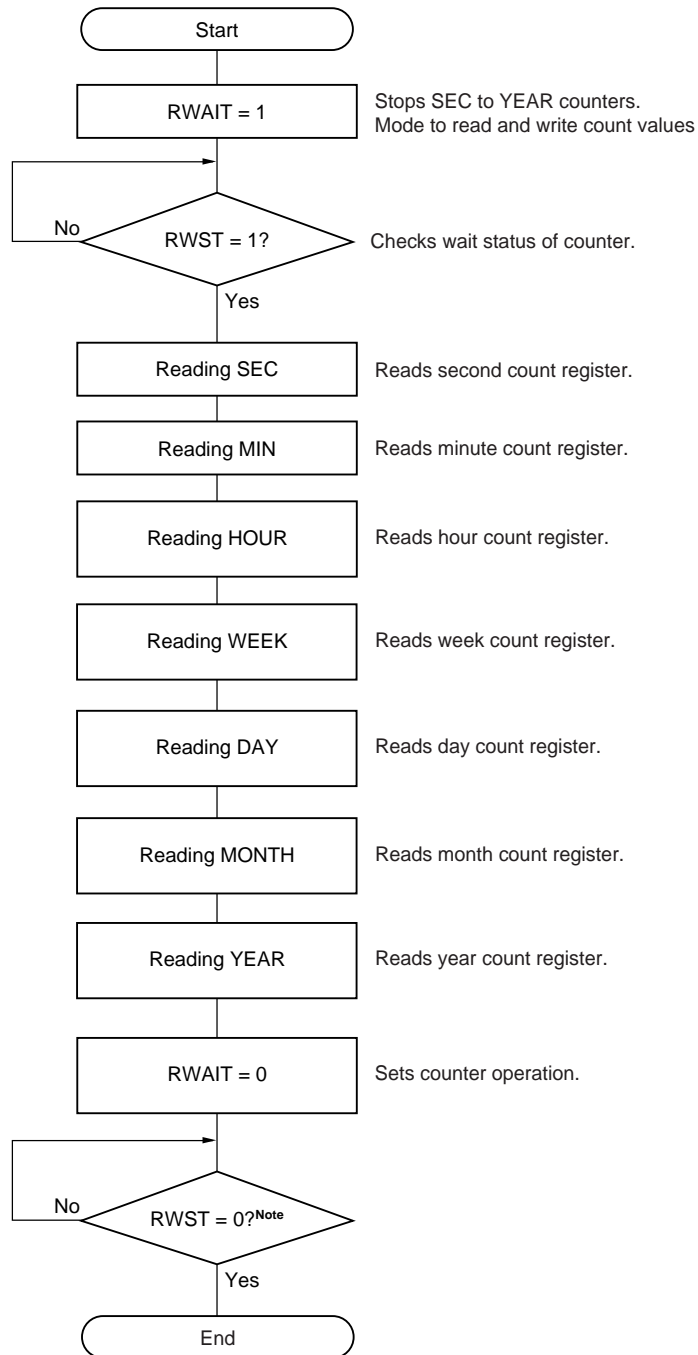 Start
RWAIT = 1
Stops SEC to YEAR counters.
Mode to read and write count values
No
RWST = 1?
Checks wait status of counter.
Yes
Reading SEC
Reads second count register.
Reading MIN
Reads minute count register.
Reading HOUR
Reads hour count register.
Reading WEEK
Reads week count register.
Reading DAY
Reads day count register.
Reading MONTH
Reads month count register.
Reading YEAR
Reads year count register.
RWAIT = 0
Sets counter operation.
No
RWST = 0?Note
Yes
End